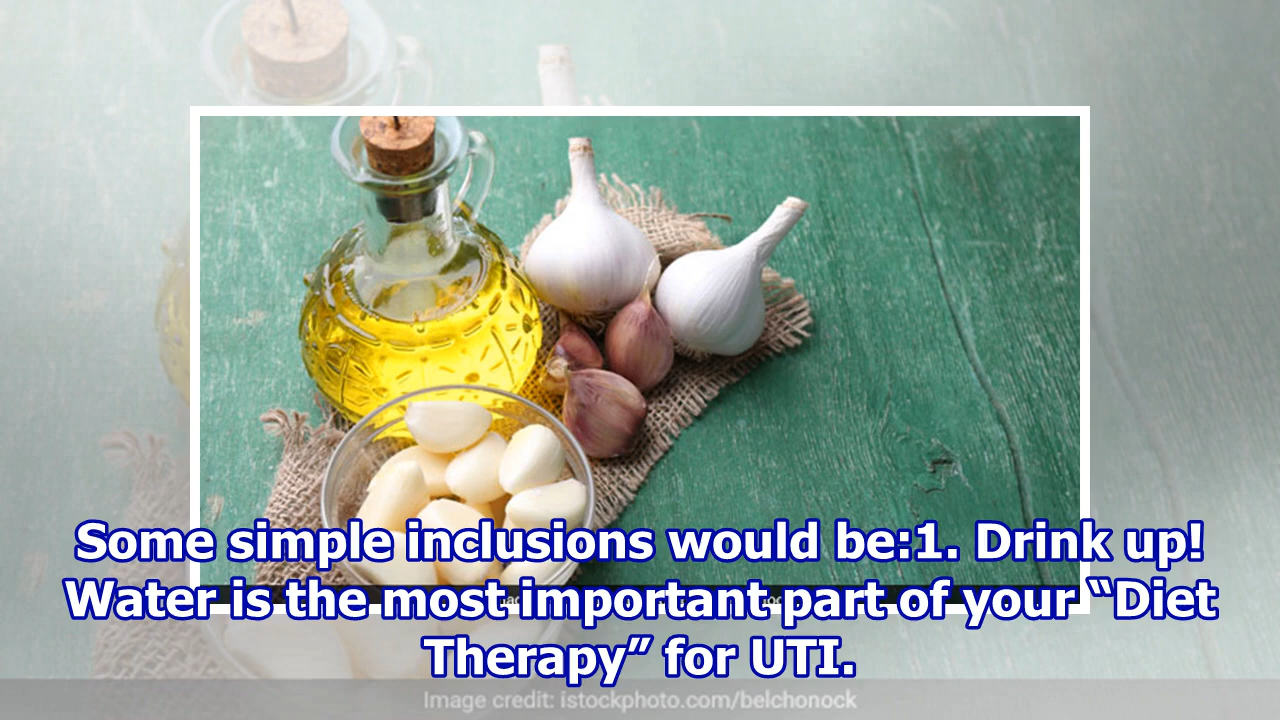 Some simple inclusions would be:1. Drink up!
Water is the most important part of your “Diet
Therapy” for UTI.
Image credit: istockphoto.com/belchonock